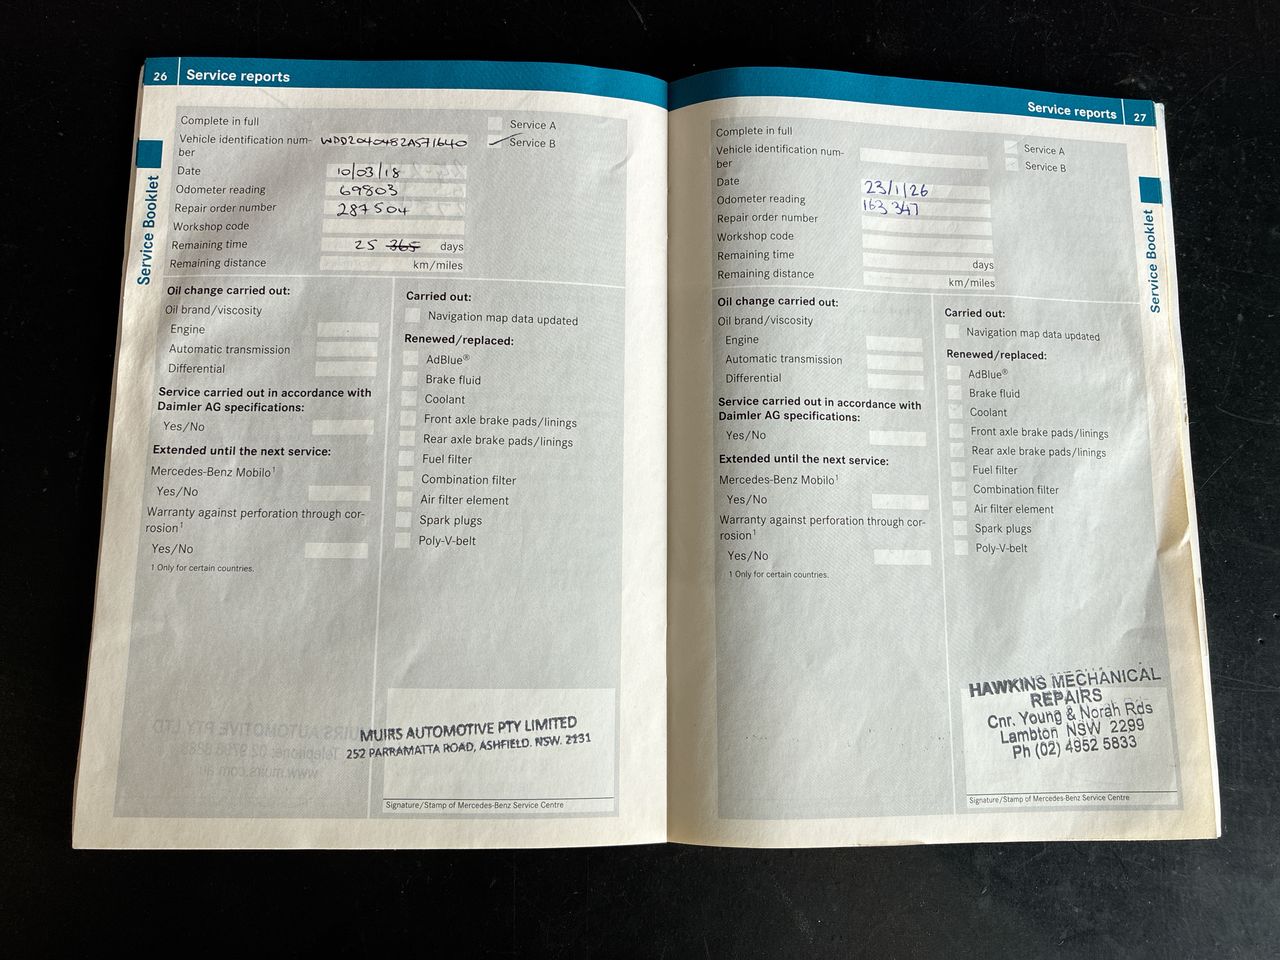 26 Service reports
Complete in full
Service A
Vehicle identification num-
ber
WDD2040482A571640
Service B
Date 10/03/18
Odometer reading 69803
Repair order number 287504
Workshop code
Remaining time 25 365 days
Remaining distance km/miles
Oil change carried out:
Oil brand/viscosity
Engine
Automatic transmission
Differential
Service carried out in accordance with
Daimler AG specifications:
Yes/No
Extended until the next service:
Mercedes-Benz Mobilo1
Yes/No
Warranty against perforation through cor-
rosion1
Yes/No
1 Only for certain countries.
Carried out:
Navigation map data updated
Renewed/replaced:
AdBlue®
Brake fluid
Coolant
Front axle brake pads/linings
Rear axle brake pads/linings
Fuel filter
Combination filter
Air filter element
Spark plugs
Poly-V-belt
MUIRS AUTOMOTIVE PTY LIMITED
252 PARRAMATTA ROAD, ASHFIELD. NSW. 2131
Signature/Stamp of Mercedes-Benz Service Centre
Service Booklet
Service reports 27
Complete in full
Service A
Vehicle identification num-
ber
Service B
Date 23/1/26
Odometer reading 163 347
Repair order number
Workshop code
Remaining time days
Remaining distance km/miles
Oil change carried out:
Oil brand/viscosity
Engine
Automatic transmission
Differential
Service carried out in accordance with
Daimler AG specifications:
Yes/No
Extended until the next service:
Mercedes-Benz Mobilo1
Yes/No
Warranty against perforation through cor-
rosion1
Yes/No
1 Only for certain countries.
Carried out:
Navigation map data updated
Renewed/replaced:
AdBlue®
Brake fluid
Coolant
Front axle brake pads/linings
Rear axle brake pads/linings
Fuel filter
Combination filter
Air filter element
Spark plugs
Poly-V-belt
HAWKINS MECHANICAL
REPAIRS
Cnr. Young & Norah Rds
Lambton NSW 2299
Ph (02) 4952 5833
Signature/Stamp of Mercedes-Benz Service Centre
Service Booklet